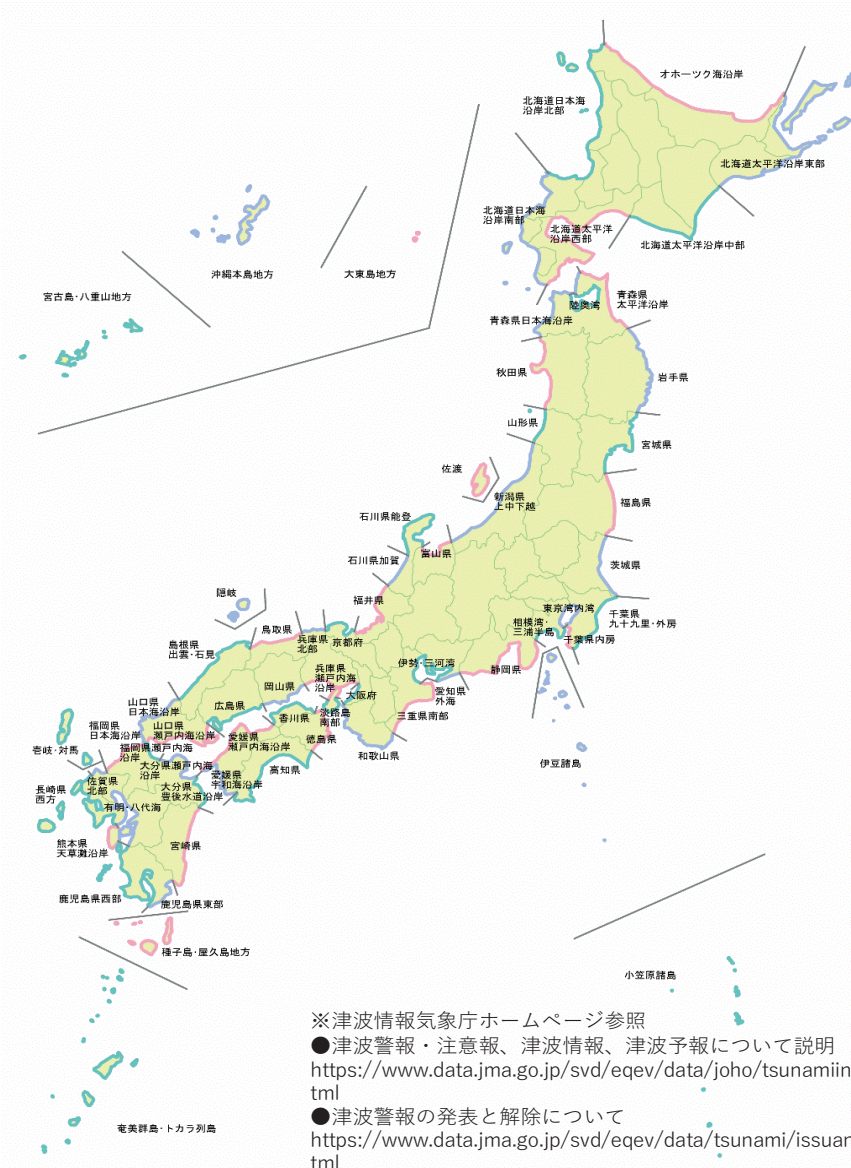 オホーツク海沿岸
北海道日本海
沿岸北部
北海道太平洋沿岸東部
北海道日本海
沿岸南部
北海道太平洋
沿岸西部
北海道太平洋沿岸中部
沖縄本島地方
大東島地方
宮古島・八重山地方
青森県
太平洋沿岸
陸奥湾
青森県日本海沿岸
秋田県
岩手県
山形県
宮城県
佐渡
新潟県
上中下越
福島県
石川県能登
富山県
石川県加賀
茨城県
福井県
隠岐
東京湾内湾
千葉県
九十九里・外房
相模湾・
三浦半島
千葉県内房
鳥取県
兵庫県
北部
京都府
島根県
出雲・石見
伊勢・三河湾
静岡県
兵庫県
瀬戸内海
沿岸
岡山県
大阪府
愛知県
外海
山口県
日本海沿岸
広島県
香川県
淡路島
南部
三重県南部
福岡県
日本海沿岸
山口県
瀬戸内海沿岸
愛媛県
瀬戸内海沿岸
徳島県
壱岐・対馬
福岡県瀬戸内海
沿岸
和歌山県
大分県瀬戸内海
沿岸
愛媛県
宇和海沿岸
高知県
伊豆諸島
佐賀県
北部
大分県
豊後水道沿岸
長崎県
西方
有明・八代海
熊本県
天草灘沿岸
宮崎県
鹿児島県西部
鹿児島県東部
種子島・屋久島地方
小笠原諸島
奄美群島・トカラ列島
※津波情報気象庁ホームページ参照
●津波警報・注意報、津波情報、津波予報について説明
https://www.data.jma.go.jp/svd/eqev/data/joho/tsunamiin
tml
●津波警報の発表と解除について
https://www.data.jma.go.jp/svd/eqev/data/tsunami/issuan
tml